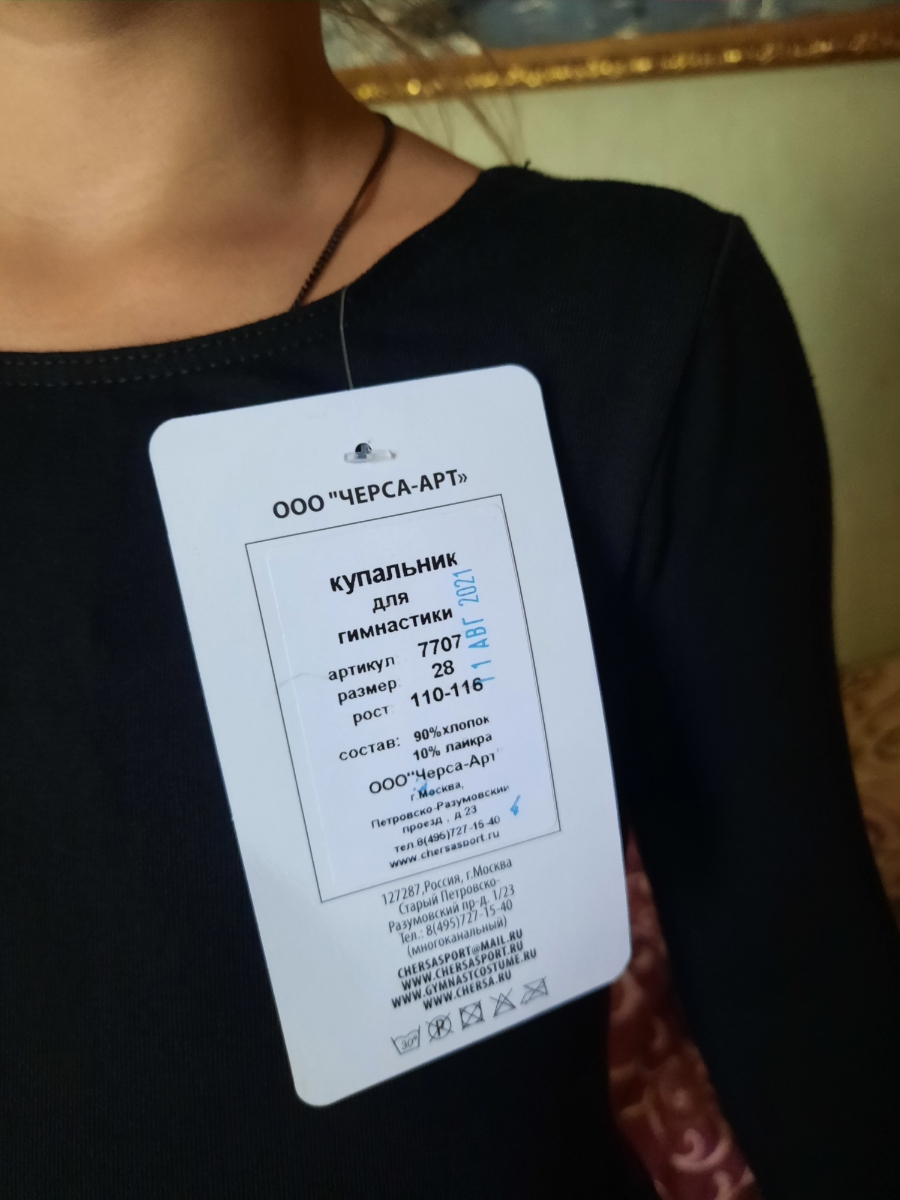 ООО "ЧЕРСА-АРТ»
купальник
для
гимнастики
артикул 7707
размер 28
рост 110-116
11 АВГ 2021
состав: 90%хлопок
10% лайкра
ООО"Черса-Арт"
г.Москва,
Петровско-Разумовский
проезд , д.23
тел.8(495)727-15-40
www.chersasport.ru
127287,Россия, г.Москва
Старый Петровско-
Разумовский пр-д. 1/23
Тел.: 8(495)727-15-40
(многоканальный)
CHERSASPORT@MAIL.RU
WWW.CHERSASPORT.RU
WWW.GYMNASTCOSTUME.RU
WWW.CHERSA.RU
30°
P